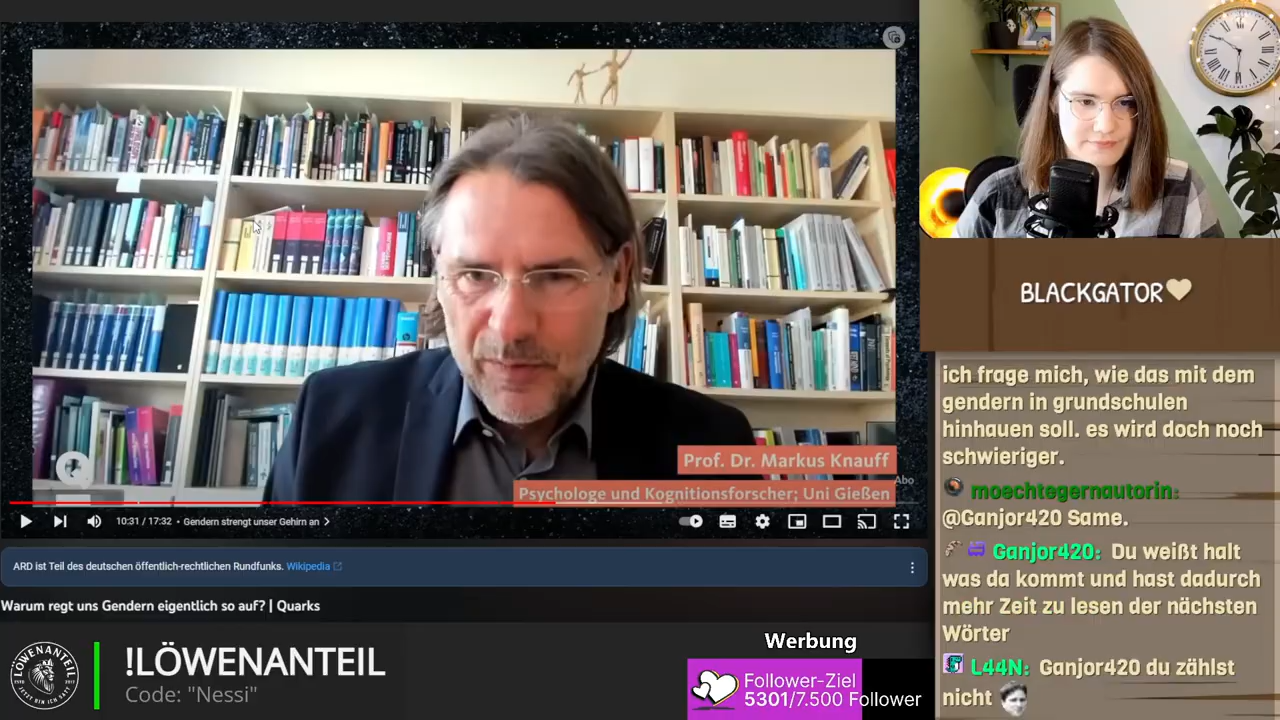 Prof. Dr. Markus Knauff
Psychologe und Kognitionsforscher; Uni Gießen
Abo
10:31 / 17:32 • Gendern strengt unser Gehirn an
ARD ist Teil des deutschen öffentlich-rechtlichen Rundfunks. Wikipedia
Warum regt uns Gendern eigentlich so auf? | Quarks
LÖWENANTEIL
!LÖWENANTEIL
Code: "Nessi"
Werbung
Follower-Ziel
5301/7.500 Follower
BLACKGATOR
ich frage mich, wie das mit dem
gendern in grundschulen
hinhauen soll. es wird doch noch
schwieriger.
moechtegernautorin:
@Ganjor420 Same.
Ganjor420: Du weißt halt
was da kommt und hast dadurch
mehr Zeit zu lesen der nächsten
Wörter
L44N: Ganjor420 du zählst
nicht